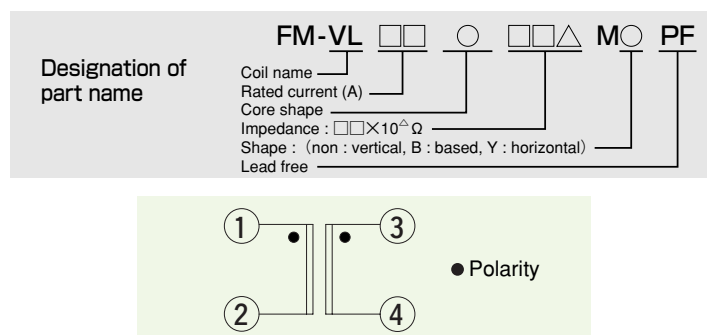 FM-VL □□ ○ □□△ M○ PF
Designation of
part name
Coil name
Rated current (A)
Core shape
Impedance : □□×10△Ω
Shape : （non : vertical, B : based, Y : horizontal）
Lead free
① ③
● Polarity
② ④